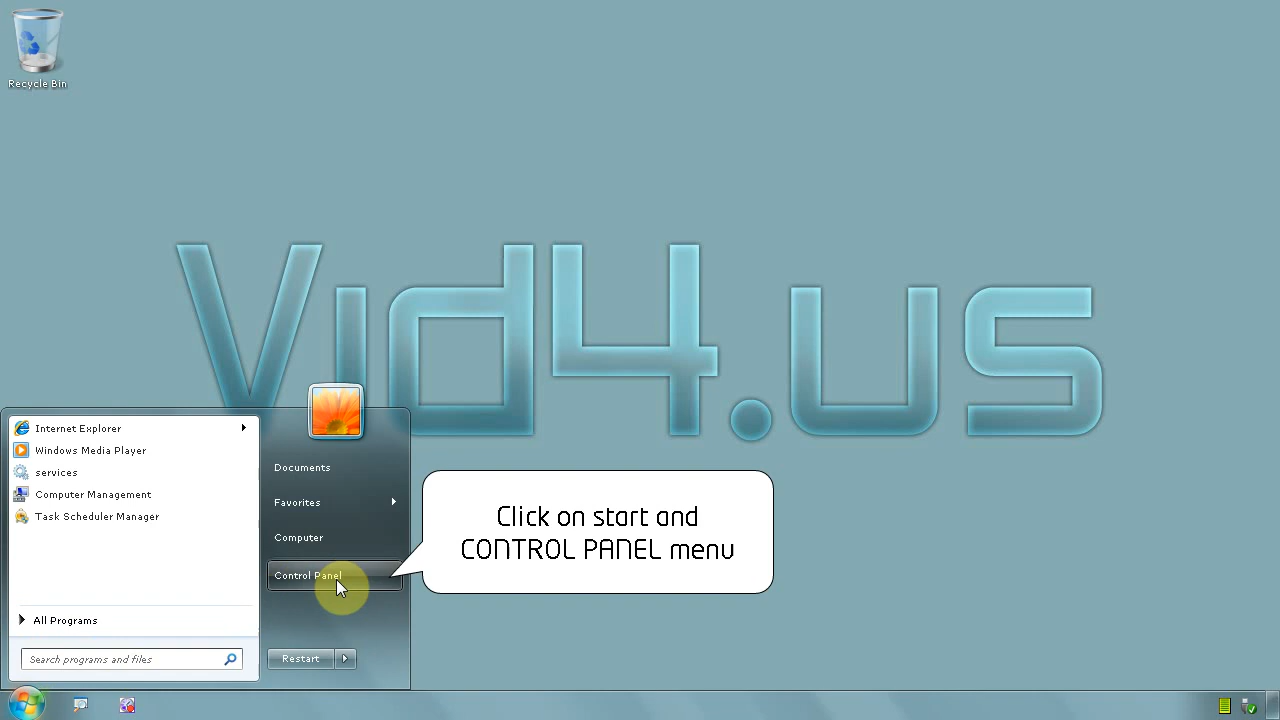 Recycle Bin
Vid4.us
Internet Explorer
Windows Media Player
services
Computer Management
Task Scheduler Manager
All Programs
Search programs and files
Documents
Favorites
Computer
Control Panel
Restart
Click on start and
CONTROL PANEL menu